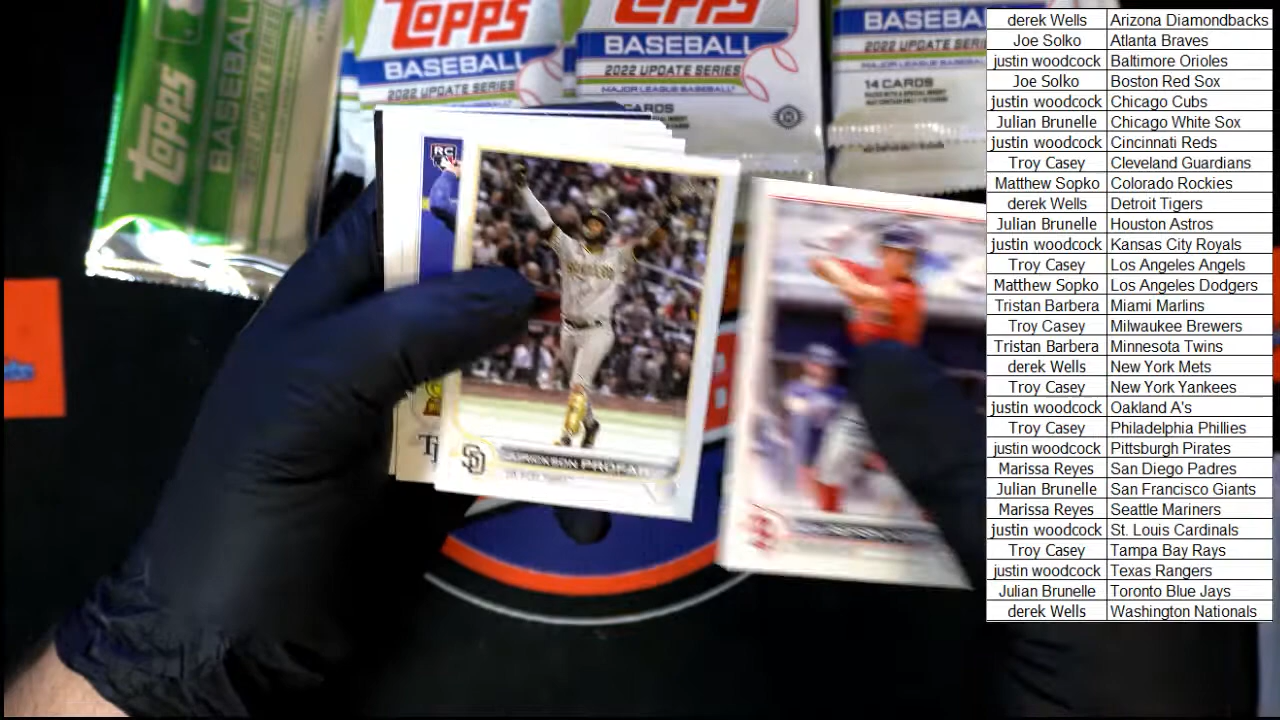 TOPPS
BASEBALL
TOPPS
BASEBALL
2022 UPDATE SERIES
TOPPS
BASEBALL
2022 UPDATE SERIES
MAJOR LEAGUE BASEBALL
CARDS
BASEBA
2022 UPDATE SERI
MAJOR LEAGUE BASEBALL
14 CARDS
RC
SD
JURICKSON PROFAR
derek Wells Arizona Diamondbacks
Joe Solko Atlanta Braves
justin woodcock Baltimore Orioles
Joe Solko Boston Red Sox
justin woodcock Chicago Cubs
Julian Brunelle Chicago White Sox
justin woodcock Cincinnati Reds
Troy Casey Cleveland Guardians
Matthew Sopko Colorado Rockies
derek Wells Detroit Tigers
Julian Brunelle Houston Astros
justin woodcock Kansas City Royals
Troy Casey Los Angeles Angels
Matthew Sopko Los Angeles Dodgers
Tristan Barbera Miami Marlins
Troy Casey Milwaukee Brewers
Tristan Barbera Minnesota Twins
derek Wells New York Mets
Troy Casey New York Yankees
justin woodcock Oakland A's
Troy Casey Philadelphia Phillies
justin woodcock Pittsburgh Pirates
Marissa Reyes San Diego Padres
Julian Brunelle San Francisco Giants
Marissa Reyes Seattle Mariners
justin woodcock St. Louis Cardinals
Troy Casey Tampa Bay Rays
justin woodcock Texas Rangers
Julian Brunelle Toronto Blue Jays
derek Wells Washington Nationals